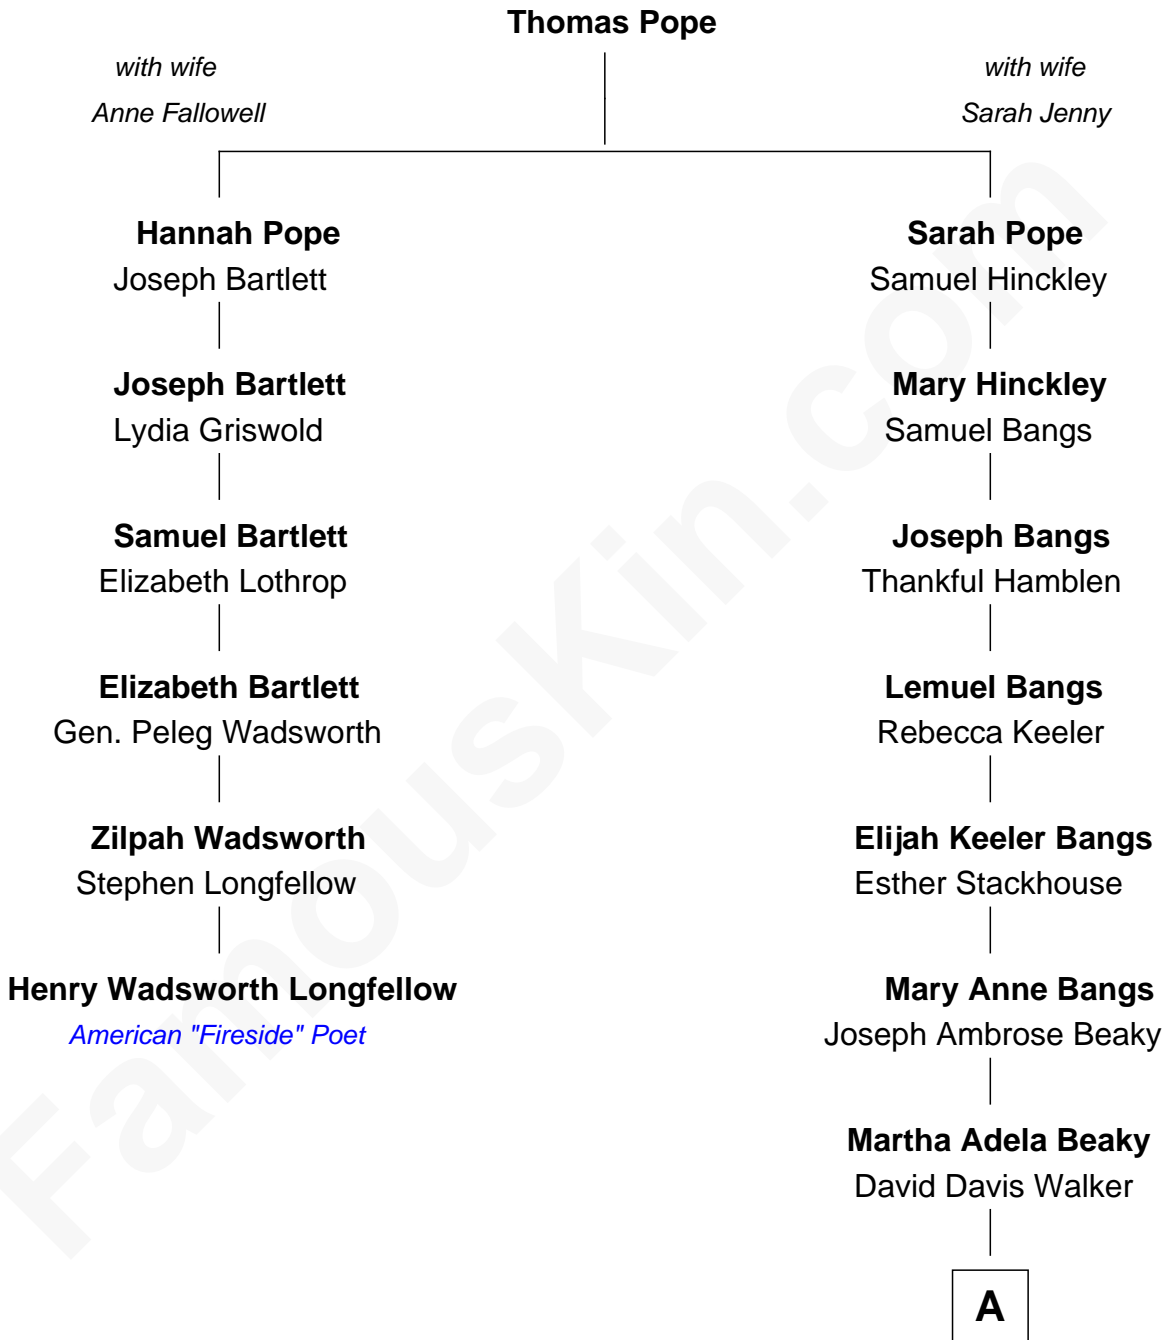 Thomas Pope
with wife
Anne Fallowell
with wife
Sarah Jenny
Hannah Pope
Joseph Bartlett
Sarah Pope
Samuel Hinckley
Joseph Bartlett
Lydia Griswold
Mary Hinckley
Samuel Bangs
Samuel Bartlett
Elizabeth Lothrop
Joseph Bangs
Thankful Hamblen
Elizabeth Bartlett
Gen. Peleg Wadsworth
Lemuel Bangs
Rebecca Keeler
Zilpah Wadsworth
Stephen Longfellow
Elijah Keeler Bangs
Esther Stackhouse
Henry Wadsworth Longfellow
American "Fireside" Poet
Mary Anne Bangs
Joseph Ambrose Beaky
Martha Adela Beaky
David Davis Walker
A
FamousKin.com